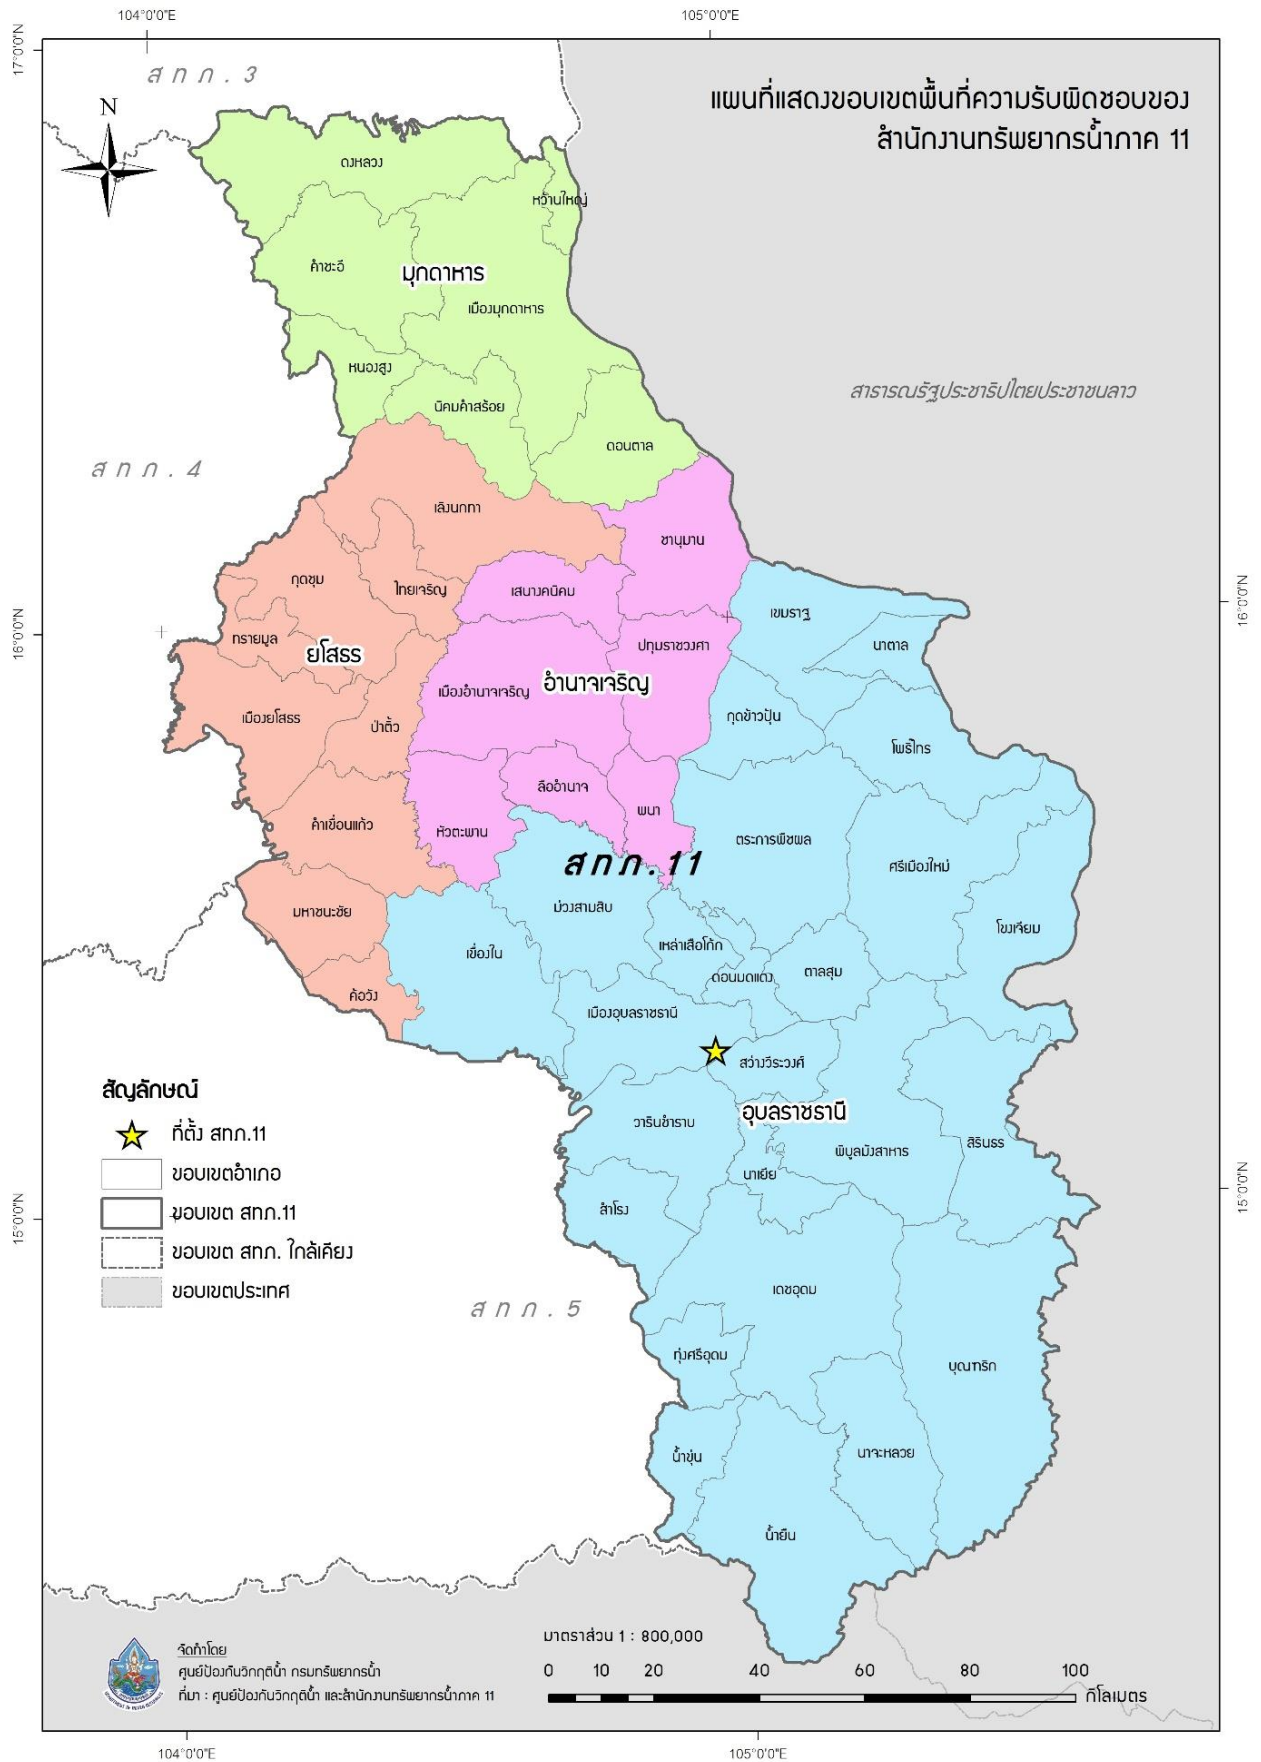 104°0'0"E
105°0'0"E
17°0'0"N
สทภ.3
N
แผนที่แสดงขอบเขตพื้นที่ความรับผิดชอบของ
สำนักงานทรัพยากรน้ำภาค 11
ดงหลวง
หว้านใหญ่
คำชะอี
มุกดาหาร
เมืองมุกดาหาร
หนองสูง
นิคมคำสร้อย
ดอนตาล
สาธารณรัฐประชาธิปไตยประชาชนลาว
สทภ.4
เลิงนกทา
ชานุมาน
กุดชุม
ไทยเจริญ
เสนางคนิคม
เขมราฐ
16°0'0"N
16°0'0"N
ทรายมูล
ยโสธร
ปทุมราชวงศา
นาตาล
เมืองอำนาจเจริญ
อำนาจเจริญ
เมืองยโสธร
ป่าติ้ว
กุดข้าวปุ้น
โพธิ์ไทร
ลืออำนาจ
พนา
คำเขื่อนแก้ว
หัวตะพาน
ตระการพืชผล
สทภ.11
ศรีเมืองใหม่
มหาชนะชัย
ม่วงสามสิบ
โขงเจียม
เขื่องใน
เหล่าเสือโก้ก
ดอนมดแดง
ตาลสุม
ค้อวัง
เมืองอุบลราชธานี
สว่างวีระวงศ์
สัญลักษณ์
ที่ตั้ง สทภ.11
ขอบเขตอำเภอ
ขอบเขต สทภ.11
ขอบเขต สทภ. ใกล้เคียง
ขอบเขตประเทศ
วารินชำราบ
อุบลราชธานี
พิบูลมังสาหาร
สิรินธร
นาเยีย
15°0'0"N
15°0'0"N
สำโรง
เดชอุดม
สทภ.5
ทุ่งศรีอุดม
บุณฑริก
น้ำขุ่น
นาจะหลวย
น้ำยืน
จัดทำโดย
ศูนย์ป้องกันวิกฤติน้ำ กรมทรัพยากรน้ำ
ที่มา : ศูนย์ป้องกันวิกฤติน้ำ และสำนักงานทรัพยากรน้ำภาค 11
มาตราส่วน 1 : 800,000
0 10 20 40 60 80 100
กิโลเมตร
104°0'0"E
105°0'0"E